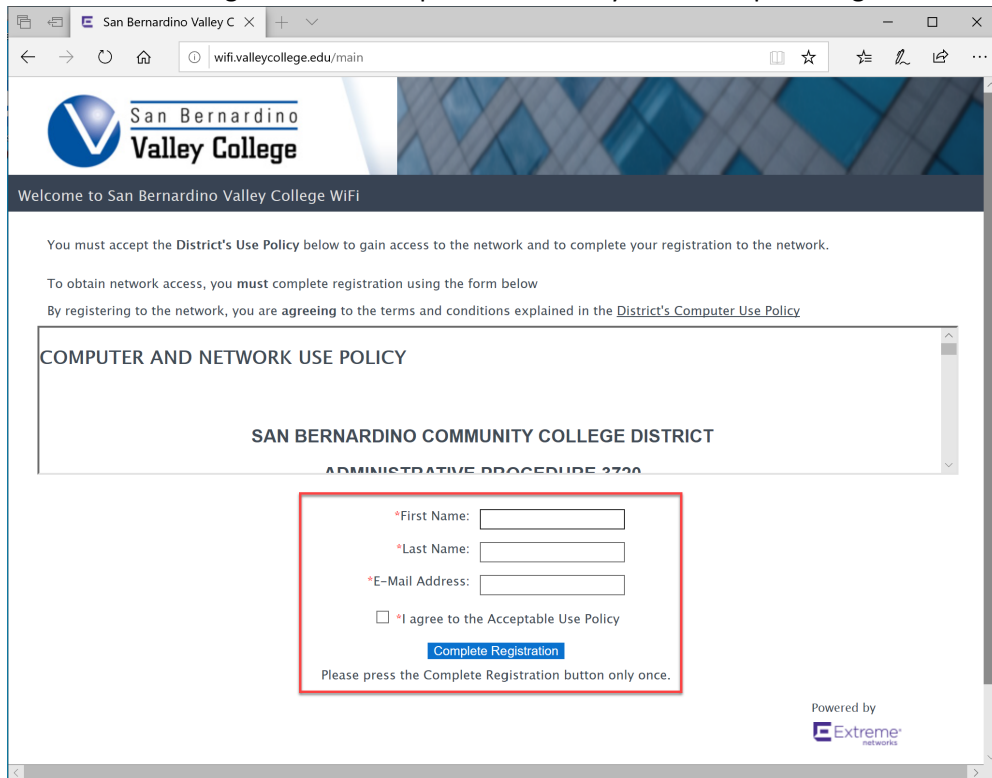 San Bernardino Valley C
wifi.valleycollege.edu/main
San Bernardino
Valley College
Welcome to San Bernardino Valley College WiFi
You must accept the District's Use Policy below to gain access to the network and to complete your registration to the network.
To obtain network access, you must complete registration using the form below
By registering to the network, you are agreeing to the terms and conditions explained in the District's Computer Use Policy
COMPUTER AND NETWORK USE POLICY
SAN BERNARDINO COMMUNITY COLLEGE DISTRICT
ADMINISTRATIVE PROCEDURE 3720
*First Name:
*Last Name:
*E-Mail Address:
*I agree to the Acceptable Use Policy
Complete Registration
Please press the Complete Registration button only once.
Powered by
Extreme
networks